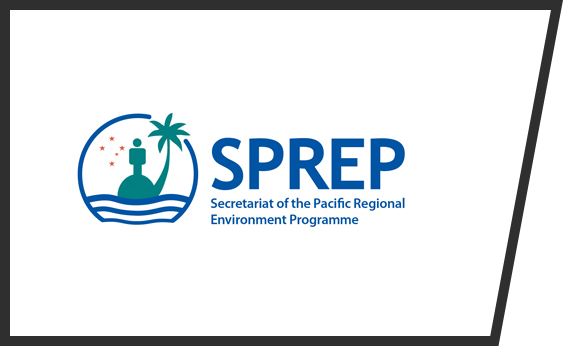 SPREP
Secretariat of the Pacific Regional
Environment Programme